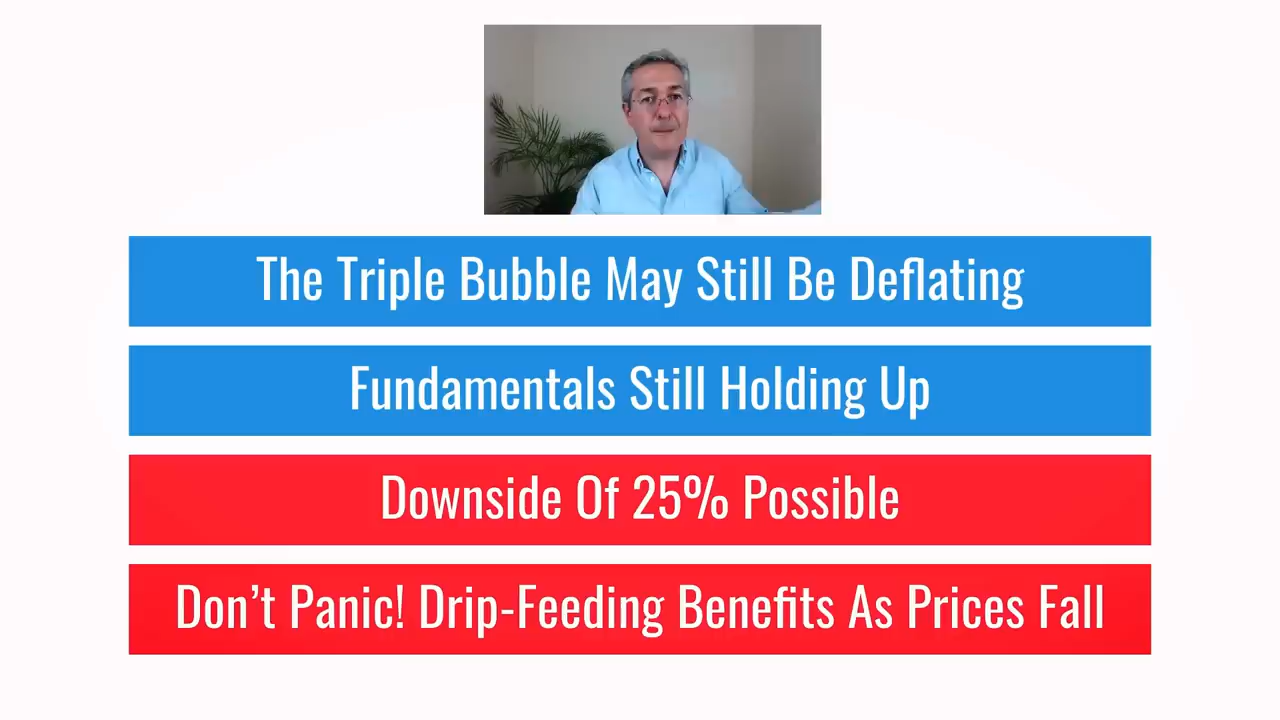 The Triple Bubble May Still Be Deflating
Fundamentals Still Holding Up
Downside Of 25% Possible
Don’t Panic! Drip-Feeding Benefits As Prices Fall